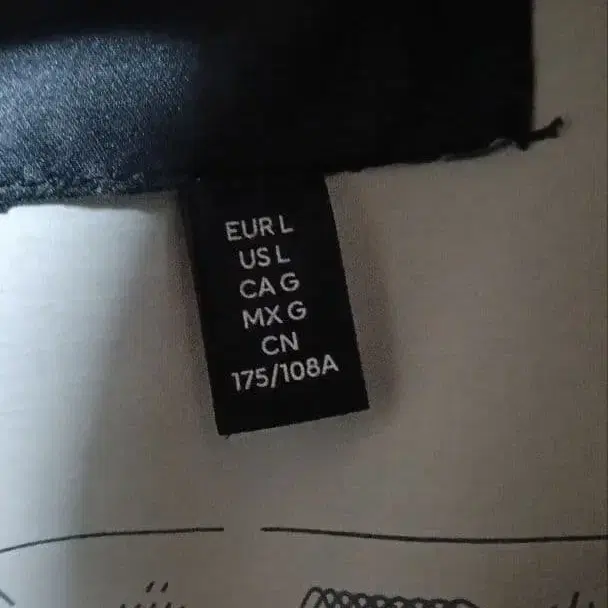 EUR L
US L
CA G
MX G
CN
175/108A